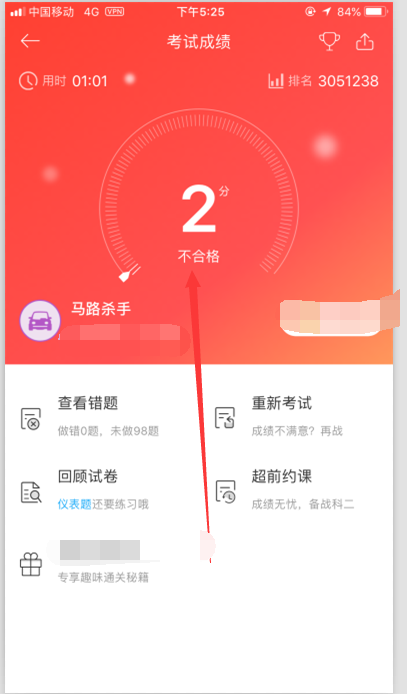 中国移动 4G VPN 下午5:25 84%
考试成绩
用时 01:01 排名 3051238
2分
不合格
马路杀手
查看错题 重新考试
做错0题，未做98题 成绩不满意？再战
回顾试卷 超前约课
仪表题还要练习哦 成绩无忧，备战科二
专享趣味通关秘籍